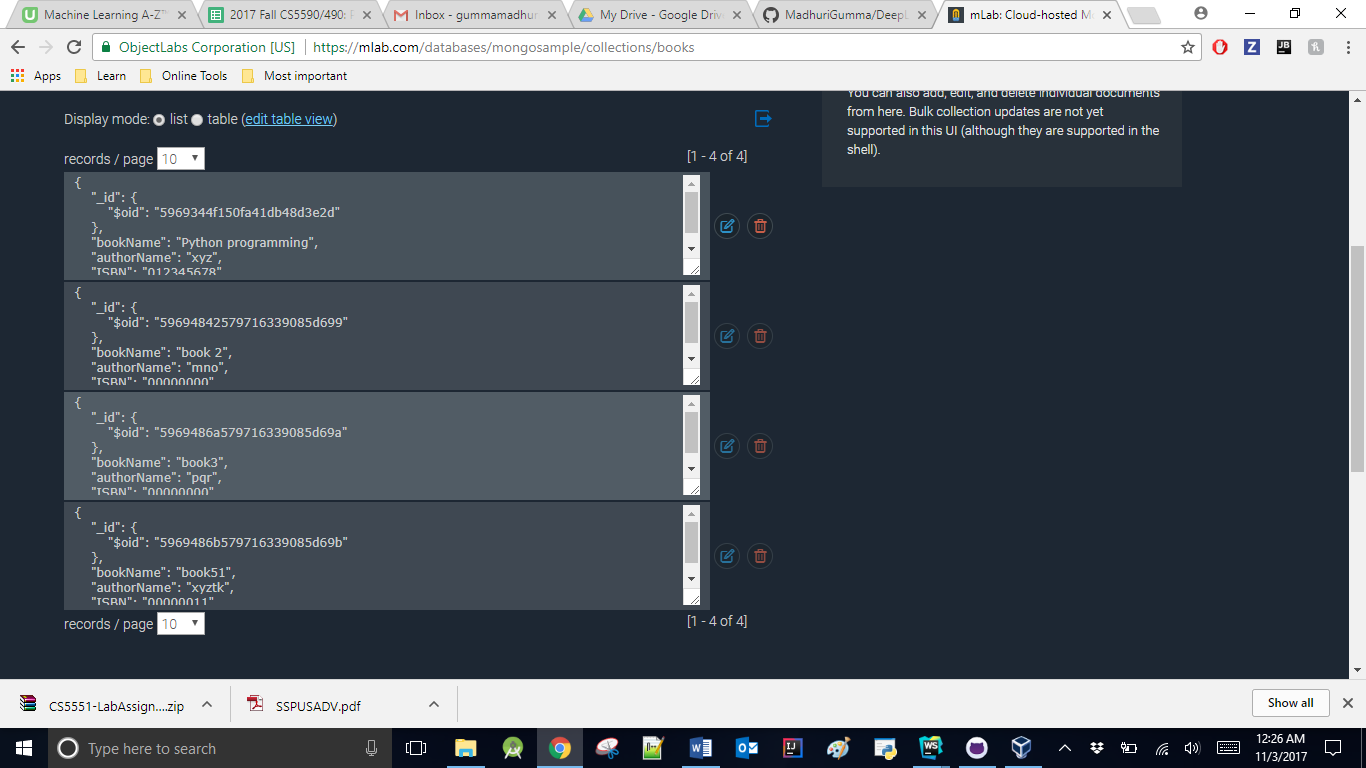 Machine Learning A-Z™
2017 Fall CS5590/490: P
Inbox - gummamadhur
My Drive - Google Driv
MadhuriGumma/DeepL
mLab: Cloud-hosted M
ObjectLabs Corporation [US]
https://mlab.com/databases/mongosample/collections/books
Apps
Learn
Online Tools
Most important
You can also add, edit, and delete individual documents
from here. Bulk collection updates are not yet
supported in this UI (although they are supported in the
shell).
Display mode: list table (edit table view)
records / page 10
[1 - 4 of 4]
{
"_id": {
"$oid": "5969344f150fa41db48d3e2d"
},
"bookName": "Python programming",
"authorName": "xyz",
"ISBN": "012345678"
{
"_id": {
"$oid": "59694842579716339085d699"
},
"bookName": "book 2",
"authorName": "mno",
"ISBN": "00000000"
{
"_id": {
"$oid": "5969486a579716339085d69a"
},
"bookName": "book3",
"authorName": "pqr",
"ISBN": "00000000"
{
"_id": {
"$oid": "5969486b579716339085d69b"
},
"bookName": "book51",
"authorName": "xyztk",
"ISBN": "00000011"
records / page 10
[1 - 4 of 4]
CS5551-LabAssign....zip
SSPUSADV.pdf
Show all
Type here to search
12:26 AM
11/3/2017